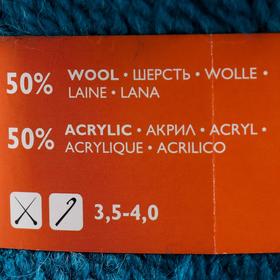 50% WOOL • ШЕРСТЬ • WOLLE •
LAINE • LANA
50% ACRYLIC • АКРИЛ • ACRYL •
ACRYLIQUE • ACRILICO
3,5-4,0